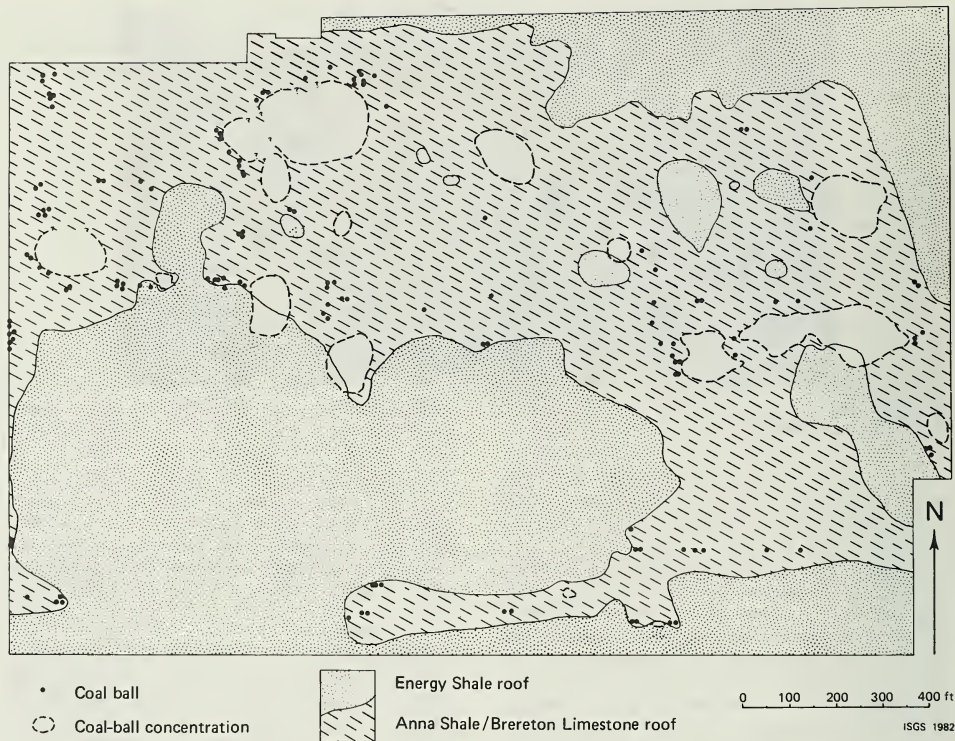 N
Coal ball
Coal-ball concentration
Energy Shale roof
Anna Shale/Brereton Limestone roof
0 100 200 300 400 ft
ISGS 1982